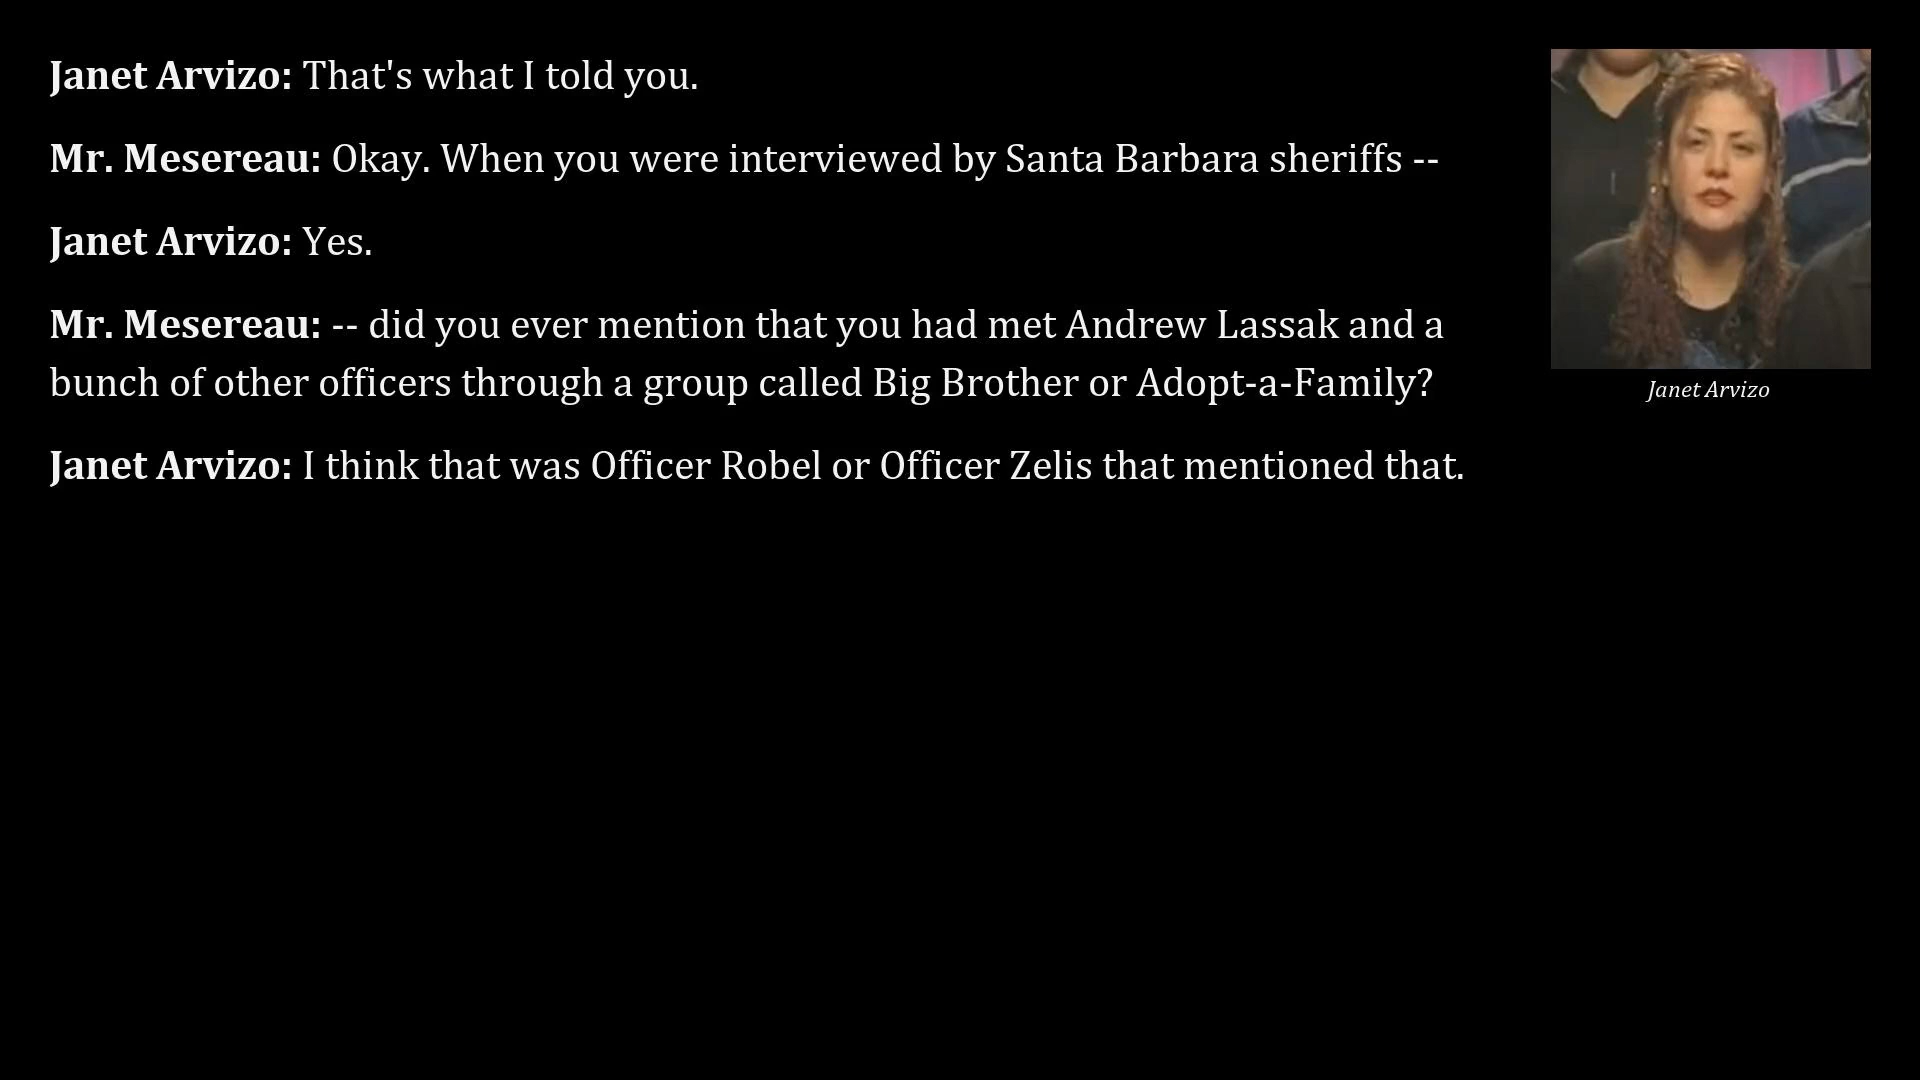 Janet Arvizo: That's what I told you.
Mr. Mesereau: Okay. When you were interviewed by Santa Barbara sheriffs --
Janet Arvizo: Yes.
Mr. Mesereau: -- did you ever mention that you had met Andrew Lassak and a
bunch of other officers through a group called Big Brother or Adopt-a-Family?
Janet Arvizo: I think that was Officer Robel or Officer Zelis that mentioned that.
Janet Arvizo